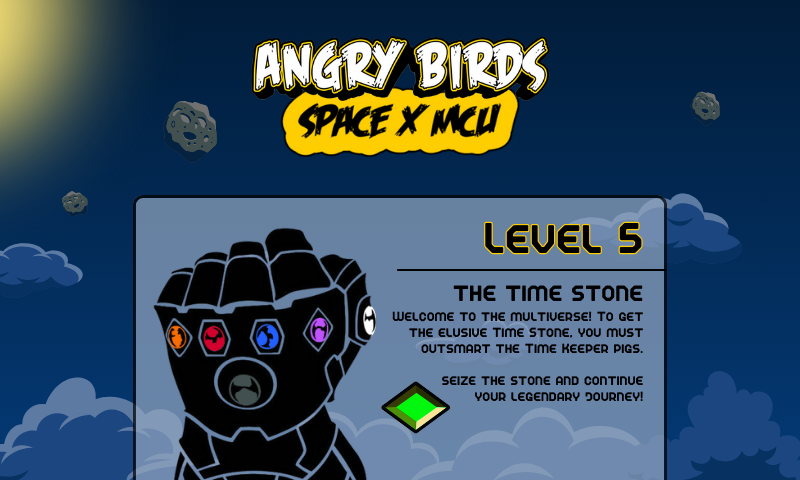 ANGRY BIRDS
SPACE X MCU
LEVEL 5
THE TIME STONE
WELCOME TO THE MULTIVERSE! TO GET
THE ELUSIVE TIME STONE, YOU MUST
OUTSMART THE TIME KEEPER PIGS.
SEIZE THE STONE AND CONTINUE
YOUR LEGENDARY JOURNEY!